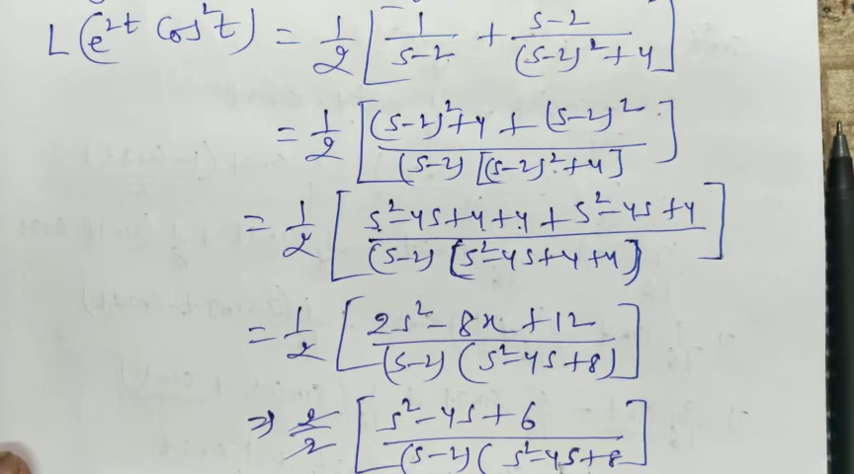 L(e^2t cos^2 t) = 1/2 [ 1/(s-2) + (s-2)/((s-2)^2+4) ]
= 1/2 [ ((s-2)^2+4 + (s-2)^2) / ((s-2) [(s-2)^2+4]) ]
= 1/2 [ (s^2-4s+4+4 + s^2-4s+4) / ((s-2) [s^2-4s+4+4]) ]
= 1/2 [ (2s^2-8x+12) / ((s-2) (s^2-4s+8)) ]
⇒ 2/2 [ (s^2-4s+6) / ((s-2) (s^2-4s+8 ]